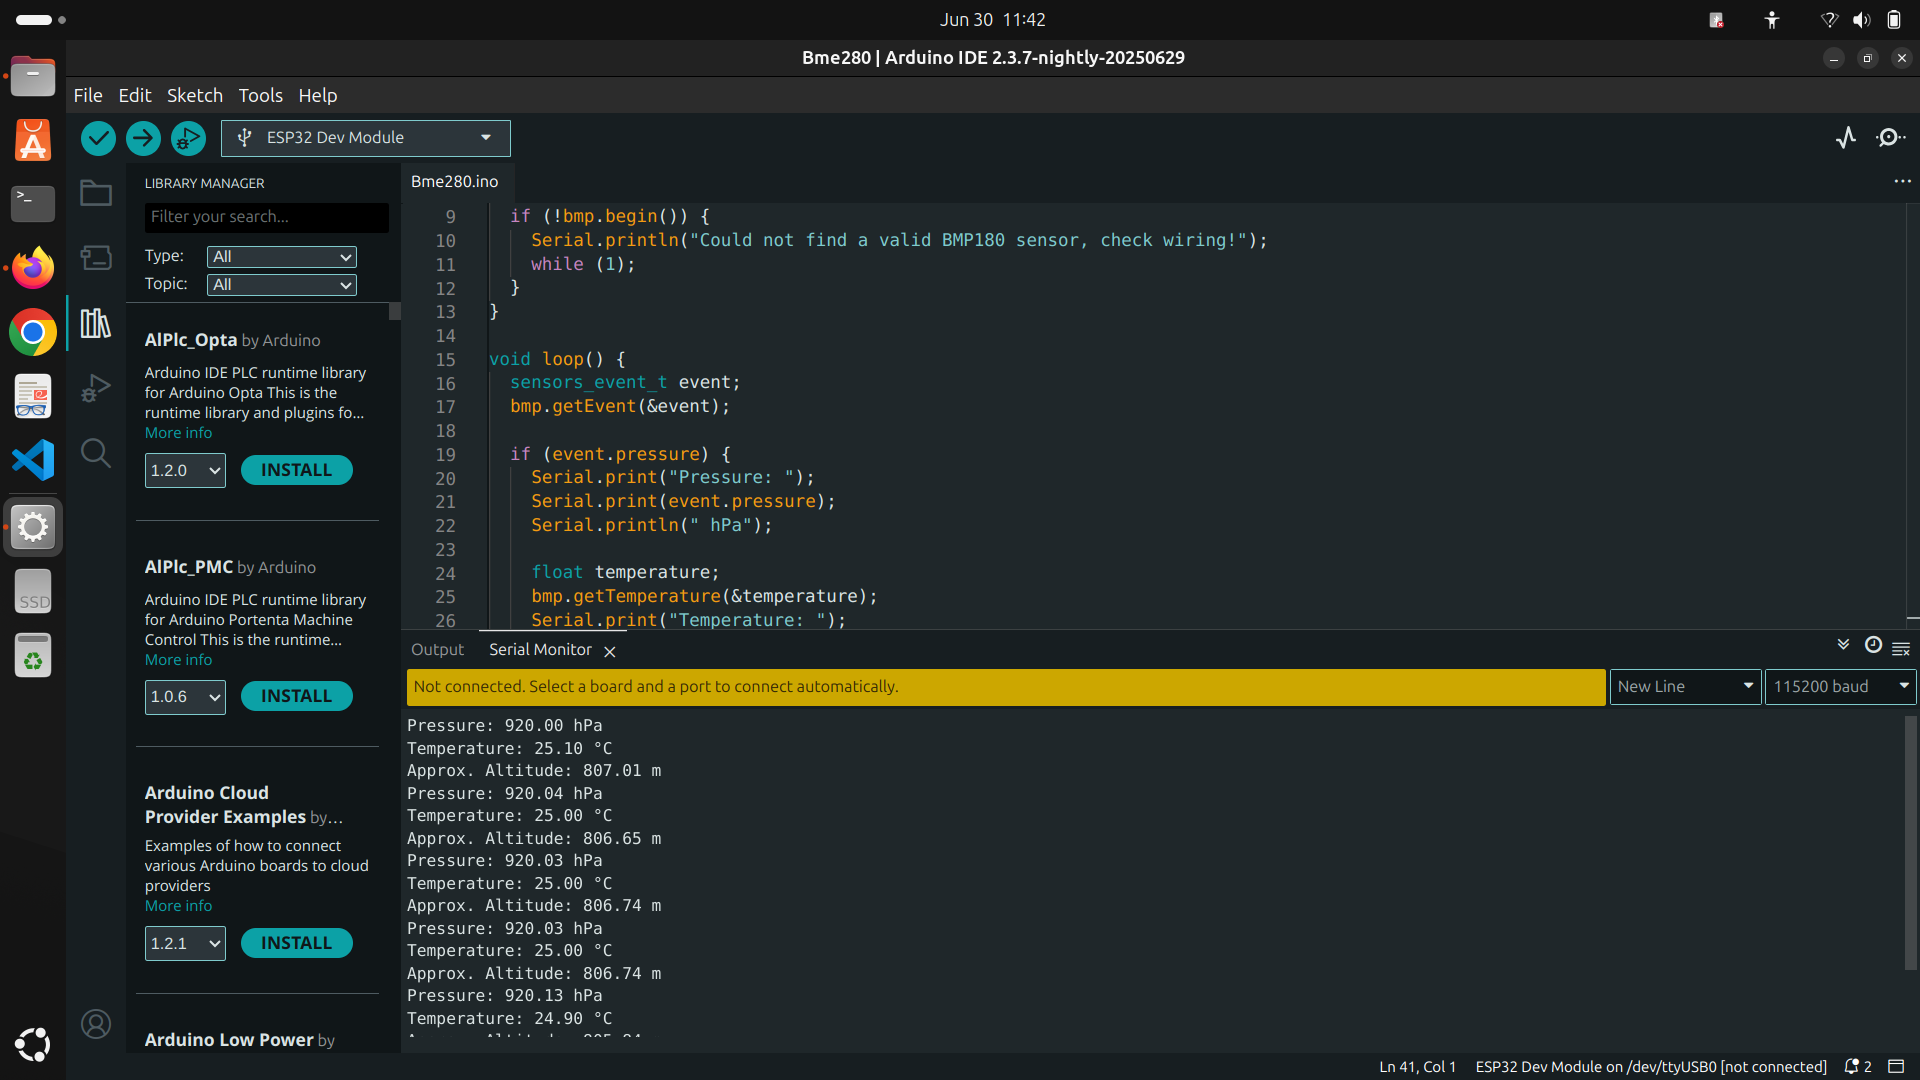 Jun 30 11:42
Bme280 | Arduino IDE 2.3.7-nightly-20250629
File Edit Sketch Tools Help
ESP32 Dev Module
LIBRARY MANAGER
Filter your search...
Type: All
Topic: All
AlPlc_Opta by Arduino
Arduino IDE PLC runtime library
for Arduino Opta This is the
runtime library and plugins fo...
More info
1.2.0 INSTALL
AlPlc_PMC by Arduino
Arduino IDE PLC runtime library
for Arduino Portenta Machine
Control This is the runtime...
More info
1.0.6 INSTALL
Arduino Cloud
Provider Examples by...
Examples of how to connect
various Arduino boards to cloud
providers
More info
1.2.1 INSTALL
Arduino Low Power by
SSD
Bme280.ino
9 if (!bmp.begin()) {
10 Serial.println("Could not find a valid BMP180 sensor, check wiring!");
11 while (1);
12 }
13 }
14
15 void loop() {
16 sensors_event_t event;
17 bmp.getEvent(&event);
18
19 if (event.pressure) {
20 Serial.print("Pressure: ");
21 Serial.print(event.pressure);
22 Serial.println(" hPa");
23
24 float temperature;
25 bmp.getTemperature(&temperature);
26 Serial.print("Temperature: ");
Output Serial Monitor
Not connected. Select a board and a port to connect automatically.
New Line 115200 baud
Pressure: 920.00 hPa
Temperature: 25.10 °C
Approx. Altitude: 807.01 m
Pressure: 920.04 hPa
Temperature: 25.00 °C
Approx. Altitude: 806.65 m
Pressure: 920.03 hPa
Temperature: 25.00 °C
Approx. Altitude: 806.74 m
Pressure: 920.03 hPa
Temperature: 25.00 °C
Approx. Altitude: 806.74 m
Pressure: 920.13 hPa
Temperature: 24.90 °C
Ln 41, Col 1 ESP32 Dev Module on /dev/ttyUSB0 [not connected] 2